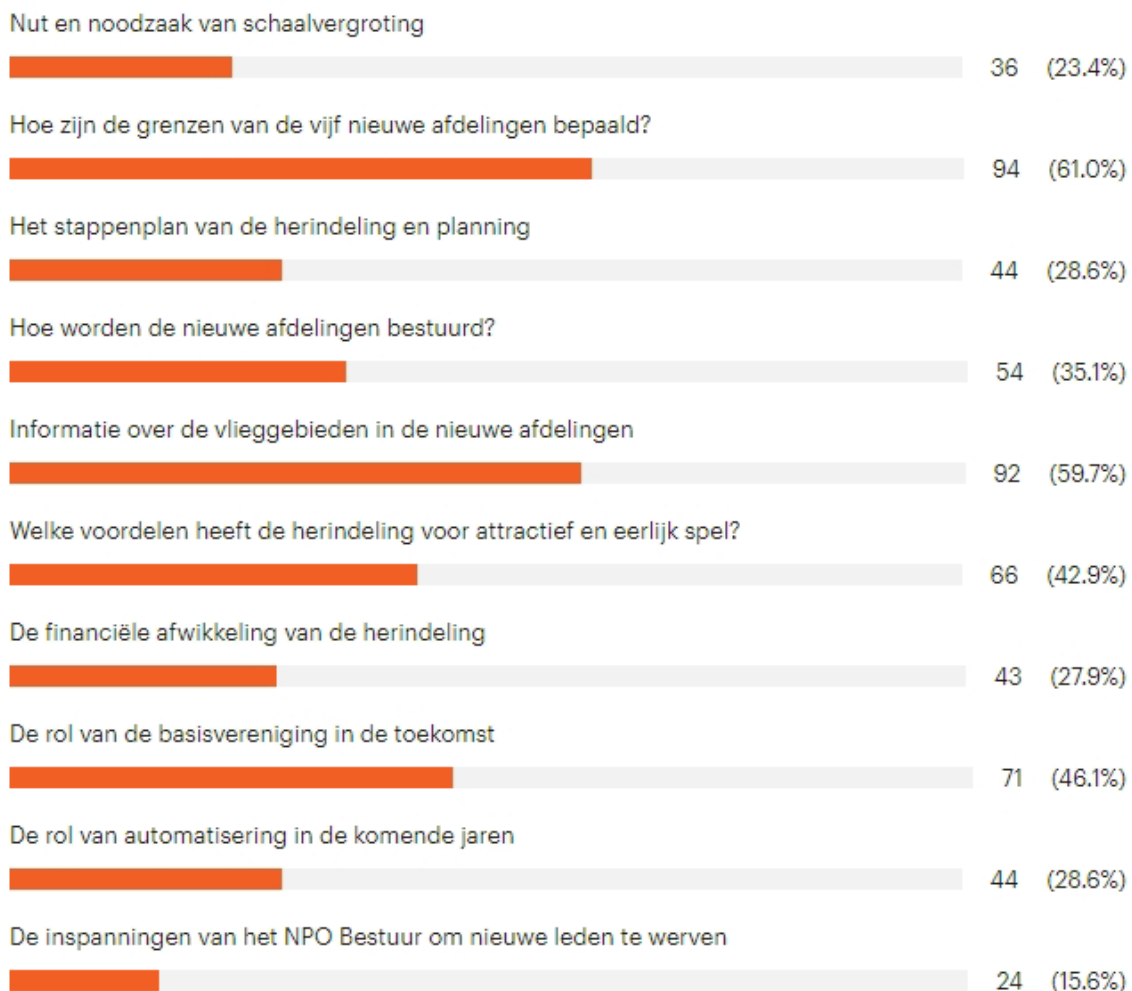 Nut en noodzaak van schaalvergroting
36 (23.4%)
Hoe zijn de grenzen van de vijf nieuwe afdelingen bepaald?
94 (61.0%)
Het stappenplan van de herindeling en planning
44 (28.6%)
Hoe worden de nieuwe afdelingen bestuurd?
54 (35.1%)
Informatie over de vlieggebieden in de nieuwe afdelingen
92 (59.7%)
Welke voordelen heeft de herindeling voor attractief en eerlijk spel?
66 (42.9%)
De financiële afwikkeling van de herindeling
43 (27.9%)
De rol van de basisvereniging in de toekomst
71 (46.1%)
De rol van automatisering in de komende jaren
44 (28.6%)
De inspanningen van het NPO Bestuur om nieuwe leden te werven
24 (15.6%)